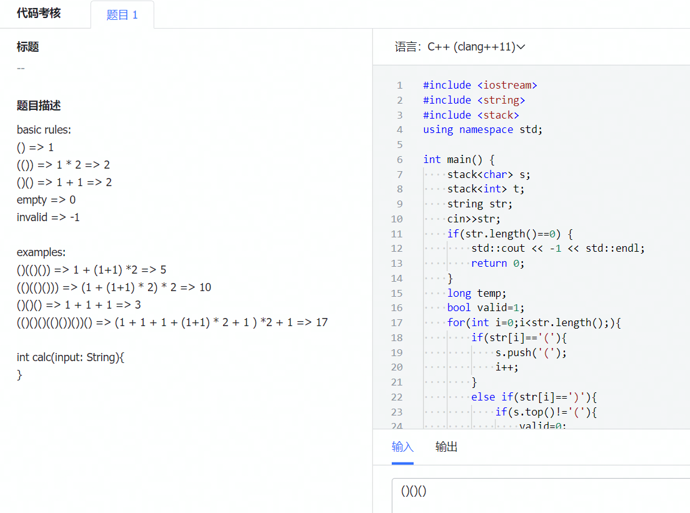 代码考核 题目 1
标题
--
题目描述
basic rules:
() => 1
(()) => 1 * 2 => 2
()() => 1 + 1 => 2
empty => 0
invalid => -1
examples:
()(()()) => 1 + (1+1) *2 => 5
(()(()())) => (1 + (1+1) * 2) * 2 => 10
()()() => 1 + 1 + 1 => 3
(()()()(()())())() => (1 + 1 + 1 + (1+1) * 2 + 1 ) *2 + 1 => 17
int calc(input: String){
}
语言: C++ (clang++11)
1 #include <iostream>
2 #include <string>
3 #include <stack>
4 using namespace std;
5
6 int main() {
7 stack<char> s;
8 stack<int> t;
9 string str;
10 cin>>str;
11 if(str.length()==0) {
12 std::cout << -1 << std::endl;
13 return 0;
14 }
15 long temp;
16 bool valid=1;
17 for(int i=0;i<str.length();){
18 if(str[i]=='('){
19 s.push('(');
20 i++;
21 }
22 else if(str[i]==')'){
23 if(s.top()!='('){
24 valid=0;
输入 输出
()()()